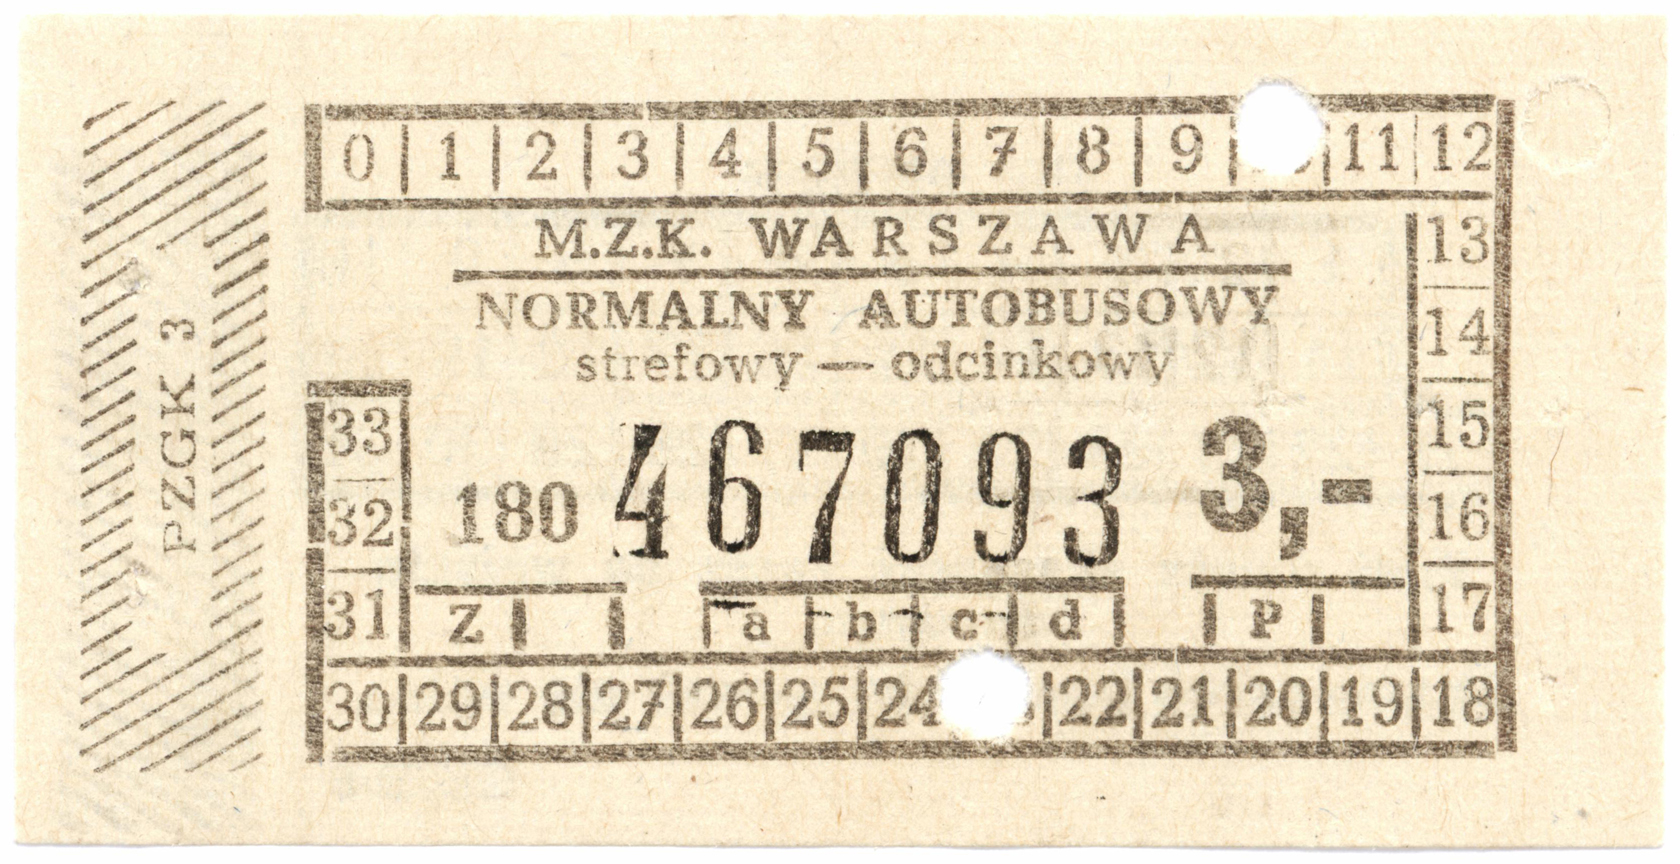 PZGK 3
0 1 2 3 4 5 6 7 8 9 11 12
M.Z.K. WARSZAWA
NORMALNY AUTOBUSOWY
strefowy — odcinkowy
180 467093 3,-
Z a b c d P
13
14
15
16
17
33
32
31
30 29 28 27 26 25 24 22 21 20 19 18